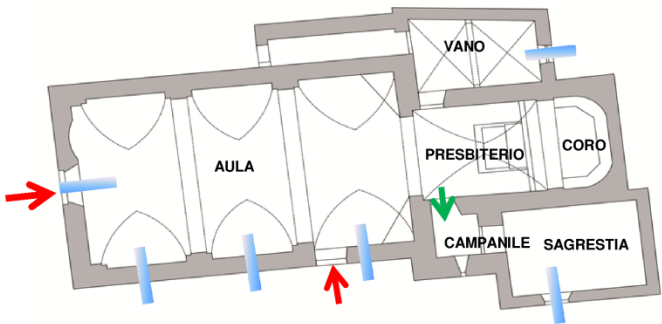 VANO
AULA
PRESBITERIO
CORO
CAMPANILE
SAGRESTIA